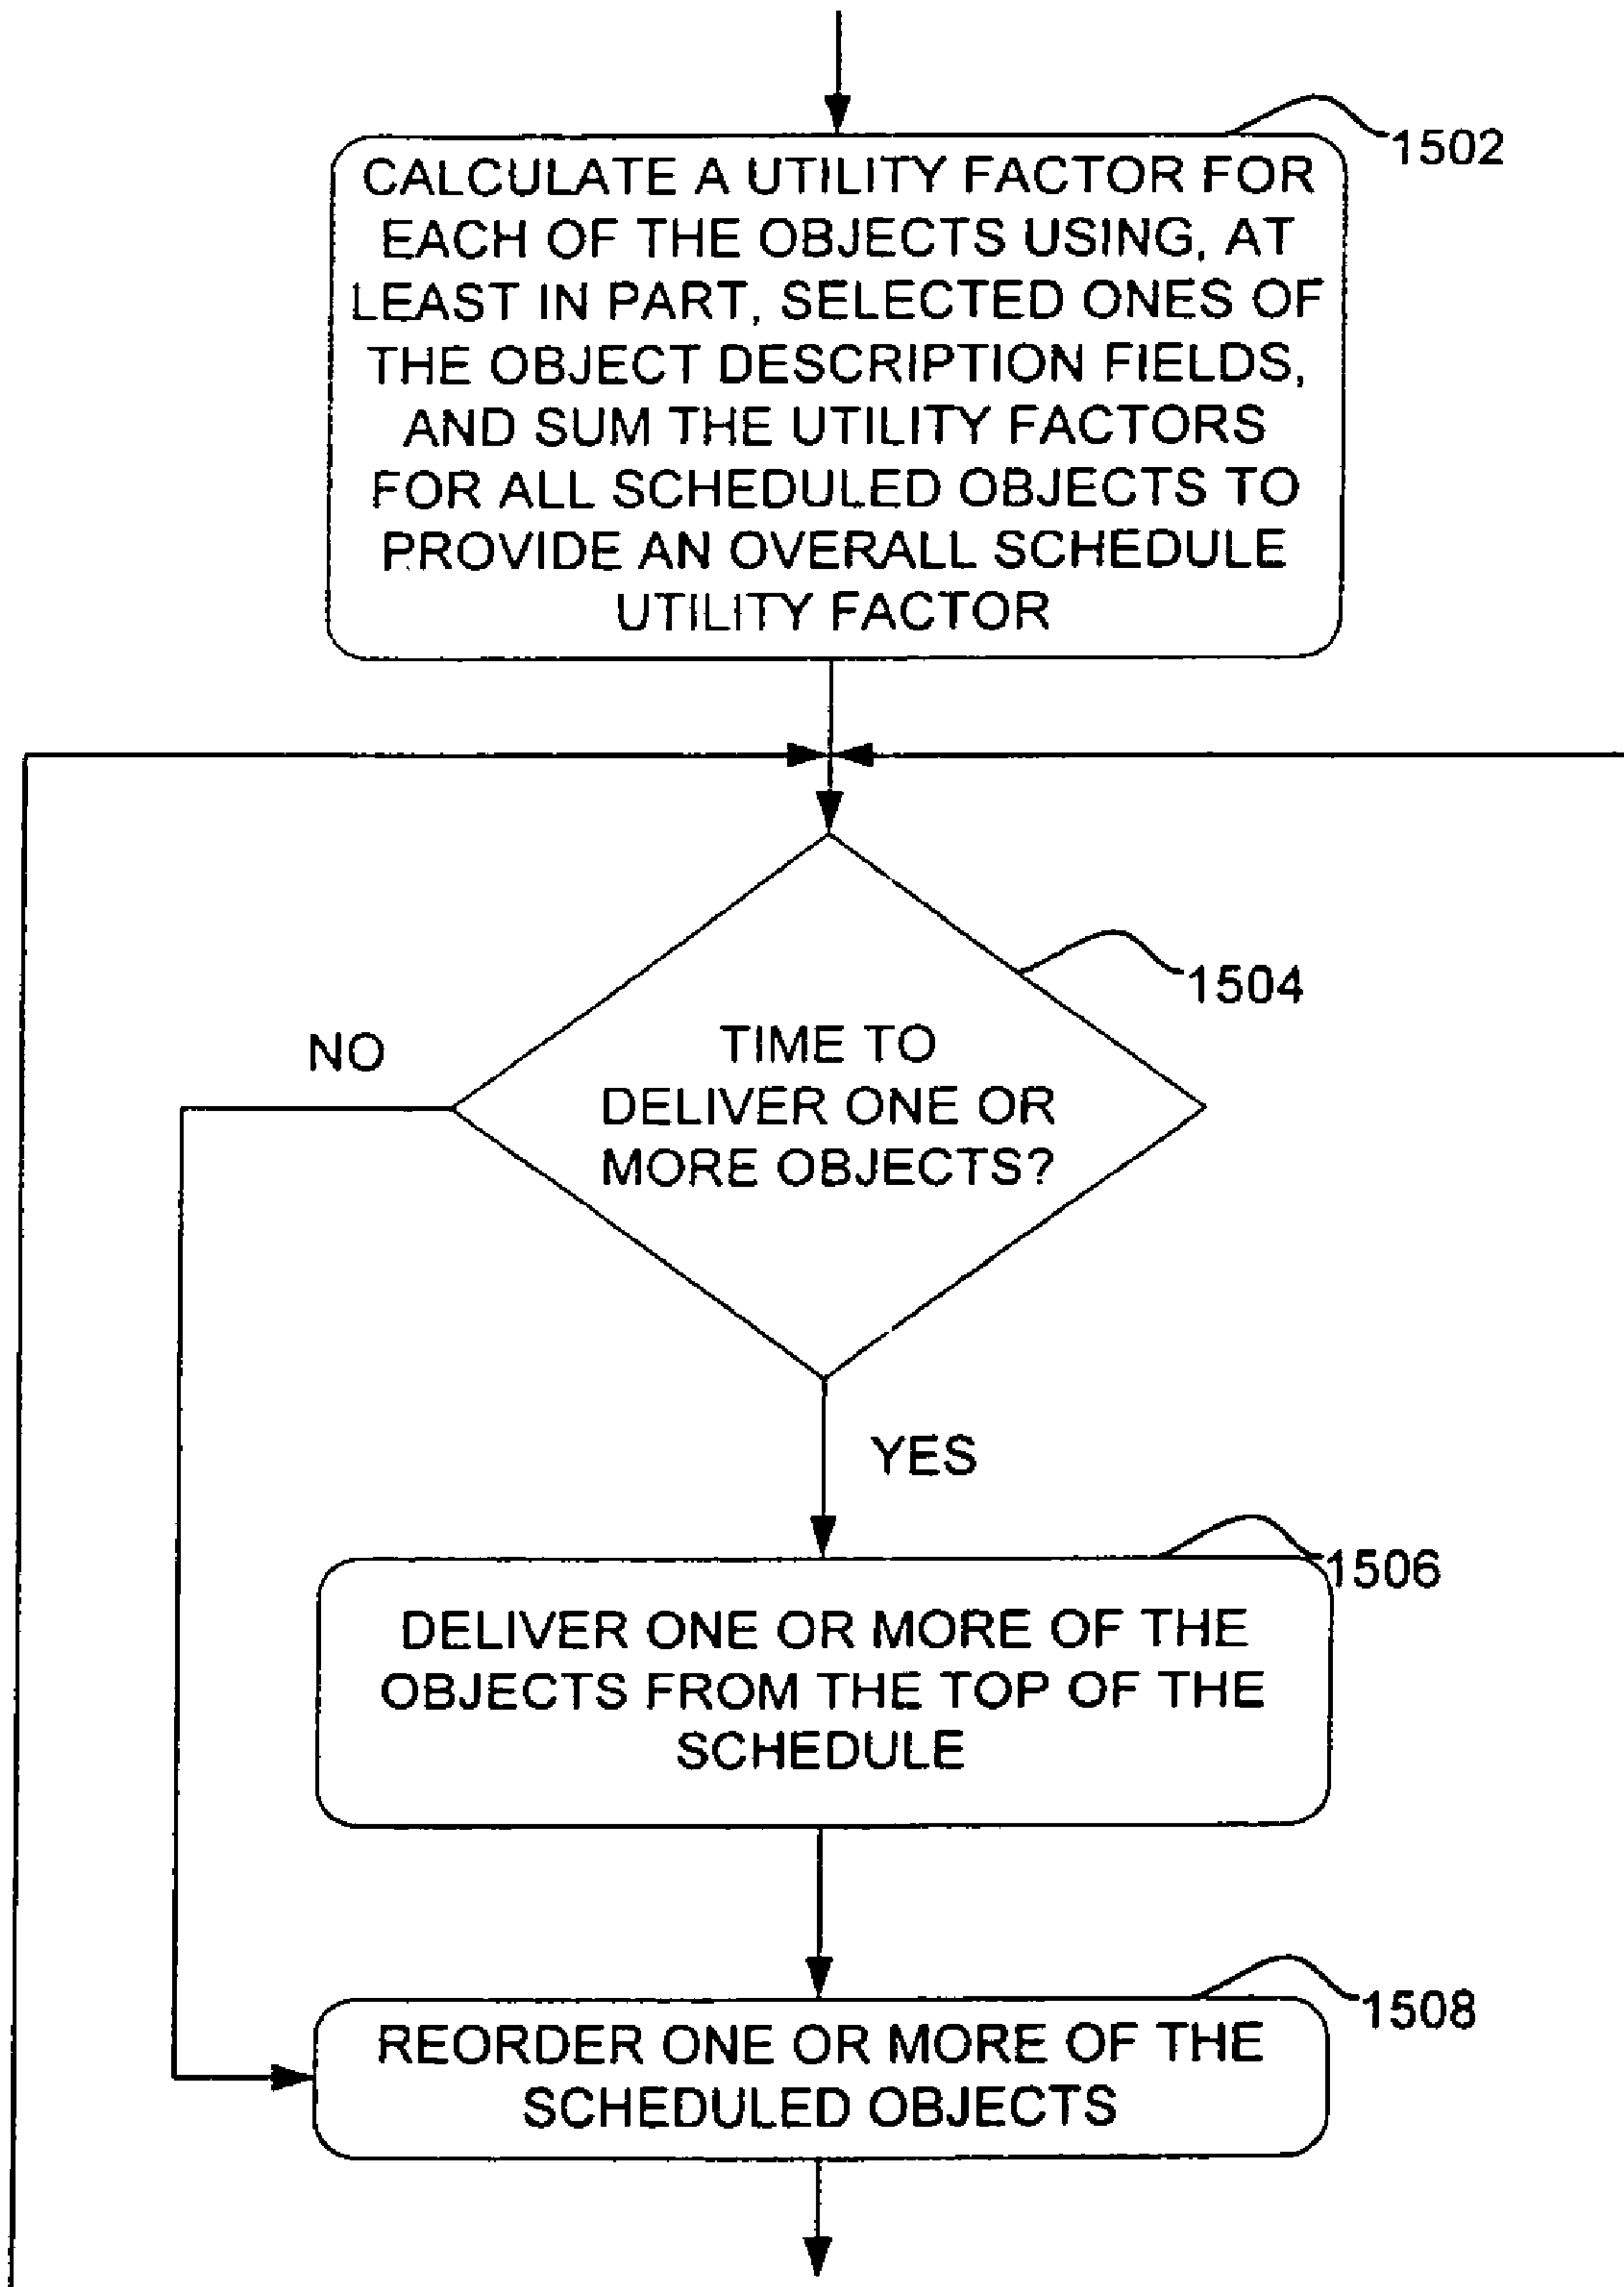 1502
CALCULATE A UTILITY FACTOR FOR
EACH OF THE OBJECTS USING, AT
LEAST IN PART, SELECTED ONES OF
THE OBJECT DESCRIPTION FIELDS,
AND SUM THE UTILITY FACTORS
FOR ALL SCHEDULED OBJECTS TO
PROVIDE AN OVERALL SCHEDULE
UTILITY FACTOR
1504
NO
TIME TO
DELIVER ONE OR
MORE OBJECTS?
YES
1506
DELIVER ONE OR MORE OF THE
OBJECTS FROM THE TOP OF THE
SCHEDULE
1508
REORDER ONE OR MORE OF THE
SCHEDULED OBJECTS